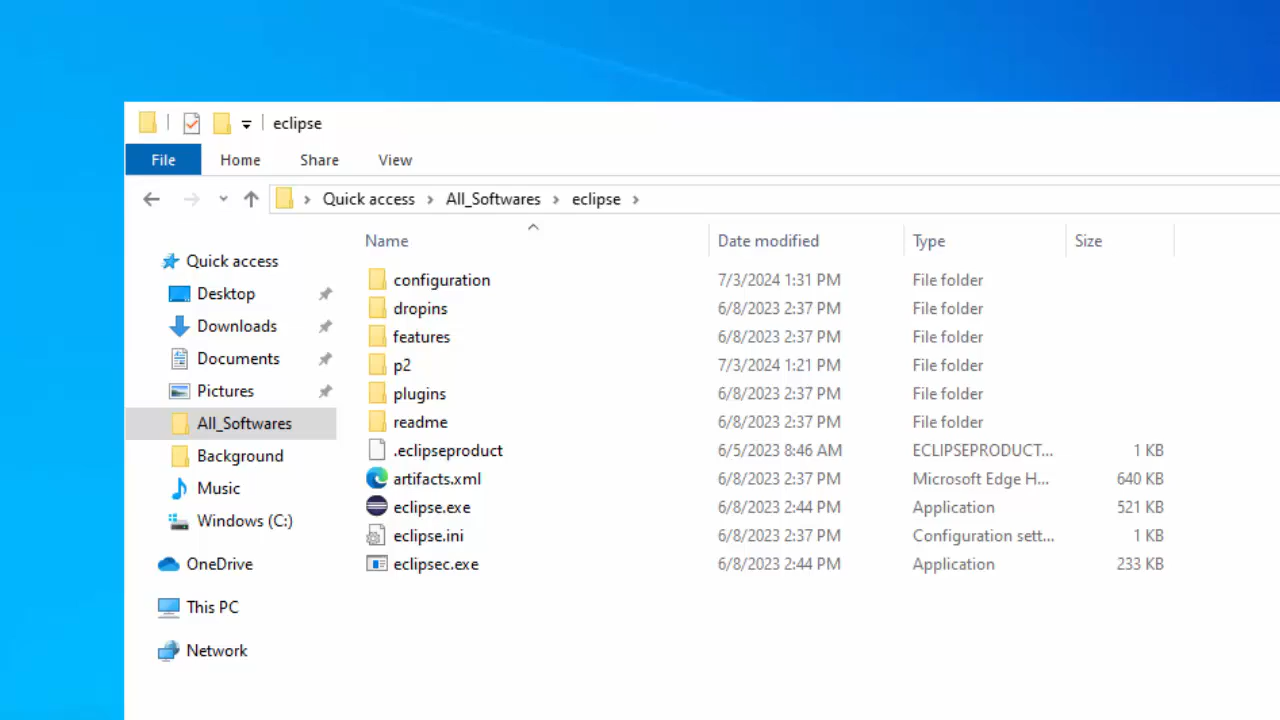 eclipse
File Home Share View
Quick access All_Softwares eclipse
Name Date modified Type Size
Quick access
Desktop
Downloads
Documents
Pictures
All_Softwares
Background
Music
Windows (C:)
OneDrive
This PC
Network
configuration 7/3/2024 1:31 PM File folder
dropins 6/8/2023 2:37 PM File folder
features 6/8/2023 2:37 PM File folder
p2 7/3/2024 1:21 PM File folder
plugins 6/8/2023 2:37 PM File folder
readme 6/8/2023 2:37 PM File folder
.eclipseproduct 6/5/2023 8:46 AM ECLIPSEPRODUCT... 1 KB
artifacts.xml 6/8/2023 2:37 PM Microsoft Edge H... 640 KB
eclipse.exe 6/8/2023 2:44 PM Application 521 KB
eclipse.ini 6/8/2023 2:37 PM Configuration sett... 1 KB
eclipsec.exe 6/8/2023 2:44 PM Application 233 KB